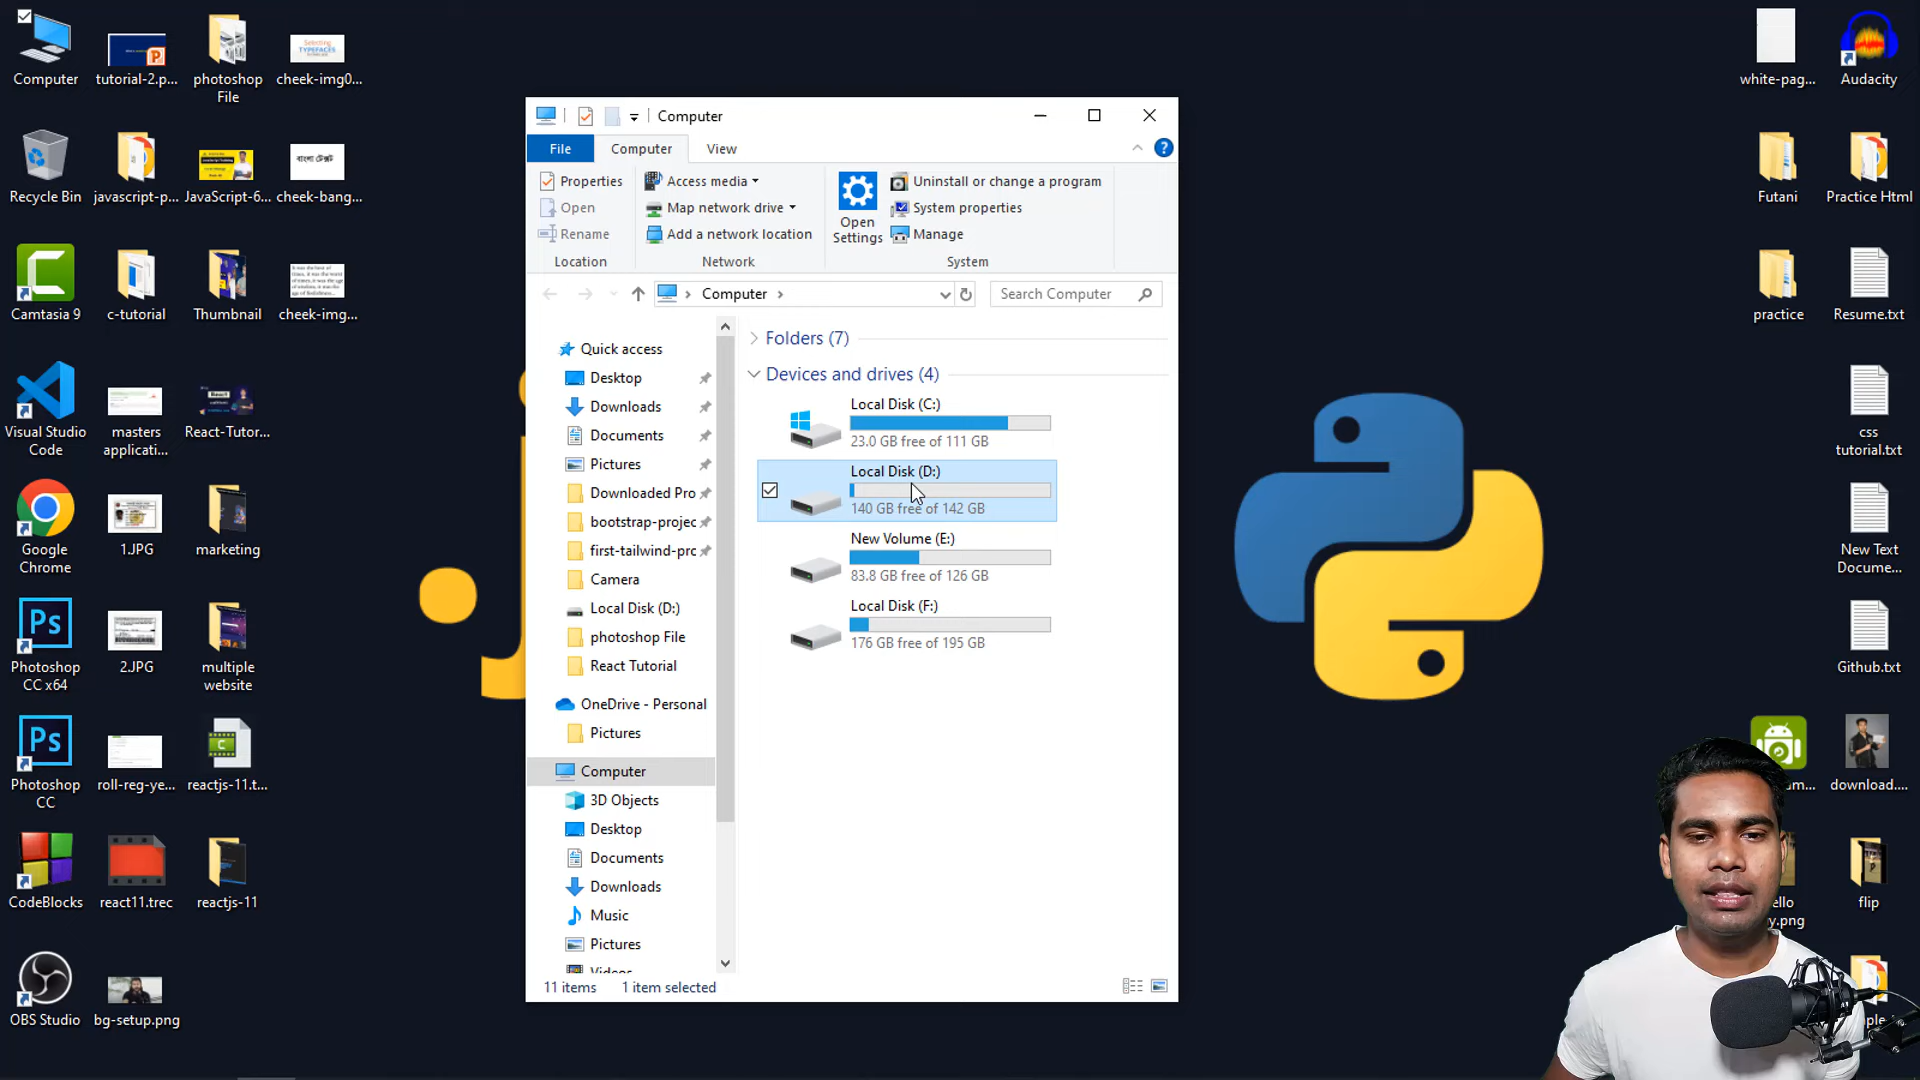 Computer
tutorial-2.p...
photoshop
File
cheek-img0...
Recycle Bin
javascript-p...
JavaScript-6...
cheek-bang...
বাংলা টেক্সট
Selecting
TYPEFACES
Camtasia 9
c-tutorial
Thumbnail
cheek-img...
Visual Studio
Code
masters
applicati...
React-Tutor...
React
Google
Chrome
1.JPG
marketing
Ps
Photoshop
CC x64
2.JPG
multiple
website
Ps
Photoshop
CC
roll-reg-ye...
reactjs-11.t...
CodeBlocks
react11.trec
reactjs-11
OBS Studio
bg-setup.png
Computer
File
Computer
View
Properties
Open
Rename
Location
Access media
Map network drive
Add a network location
Network
Open
Settings
Uninstall or change a program
System properties
Manage
System
Computer
Search Computer
Quick access
Desktop
Downloads
Documents
Pictures
Downloaded Pro
bootstrap-projec
first-tailwind-prc
Camera
Local Disk (D:)
photoshop File
React Tutorial
OneDrive - Personal
Pictures
Computer
3D Objects
Desktop
Documents
Downloads
Music
Pictures
Videos
Folders (7)
Devices and drives (4)
Local Disk (C:)
23.0 GB free of 111 GB
Local Disk (D:)
140 GB free of 142 GB
New Volume (E:)
83.8 GB free of 126 GB
Local Disk (F:)
176 GB free of 195 GB
11 items
1 item selected
white-pag...
Audacity
Futani
Practice Html
practice
Resume.txt
css
tutorial.txt
New Text
Docume...
Github.txt
download....
flip